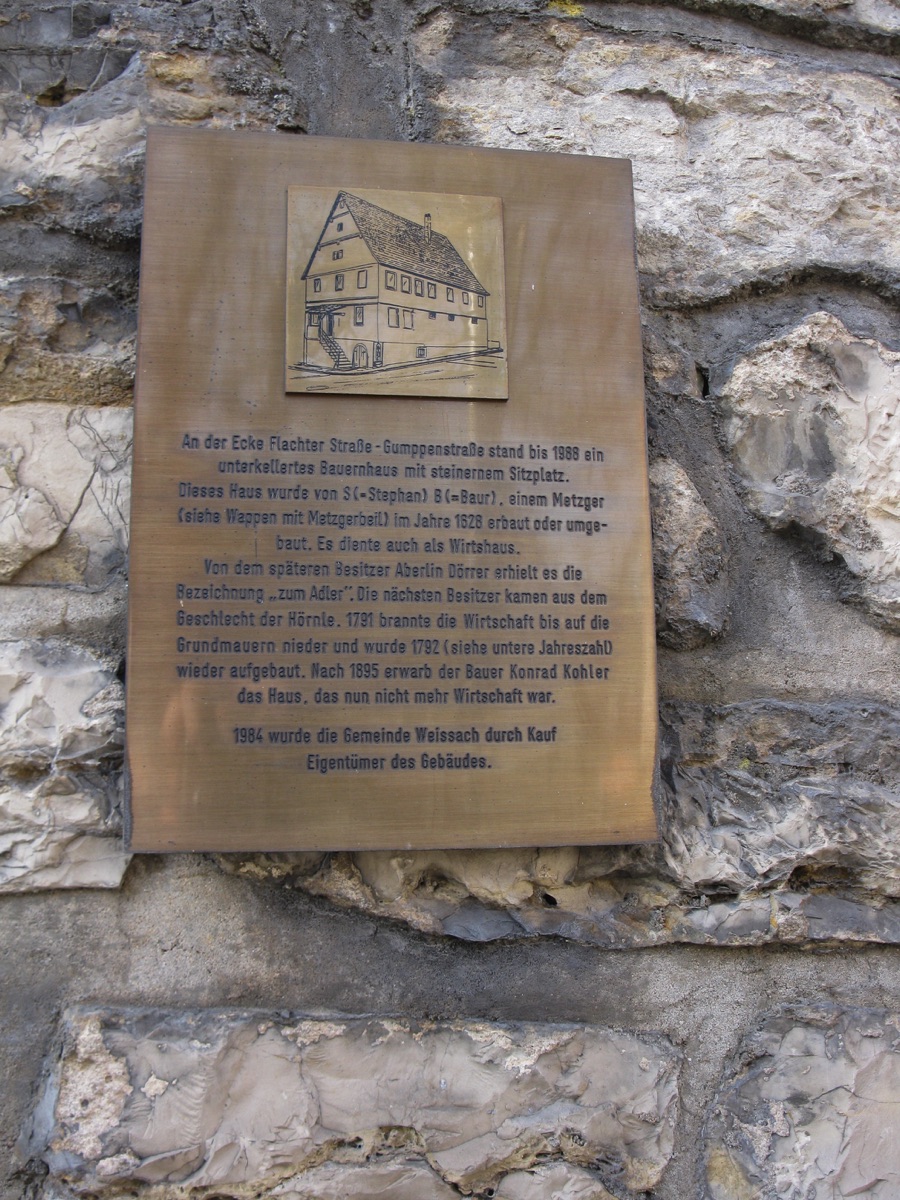 An der Ecke Flachter Straße - Gumppenstraße stand bis 1988 ein
unterkellertes Bauernhaus mit steinernem Sitzplatz.
Dieses Haus wurde von S (=Stephan) B (=Baur), einem Metzger
(siehe Wappen mit Metzgerbeil) im Jahre 1628 erbaut oder umge-
baut. Es diente auch als Wirtshaus.
Von dem späteren Besitzer Aberlin Dörrer erhielt es die
Bezeichnung „zum Adler". Die nächsten Besitzer kamen aus dem
Geschlecht der Hörnle. 1791 brannte die Wirtschaft bis auf die
Grundmauern nieder und wurde 1792 (siehe untere Jahreszahl)
wieder aufgebaut. Nach 1895 erwarb der Bauer Konrad Kohler
das Haus, das nun nicht mehr Wirtschaft war.
1984 wurde die Gemeinde Weissach durch Kauf
Eigentümer des Gebäudes.